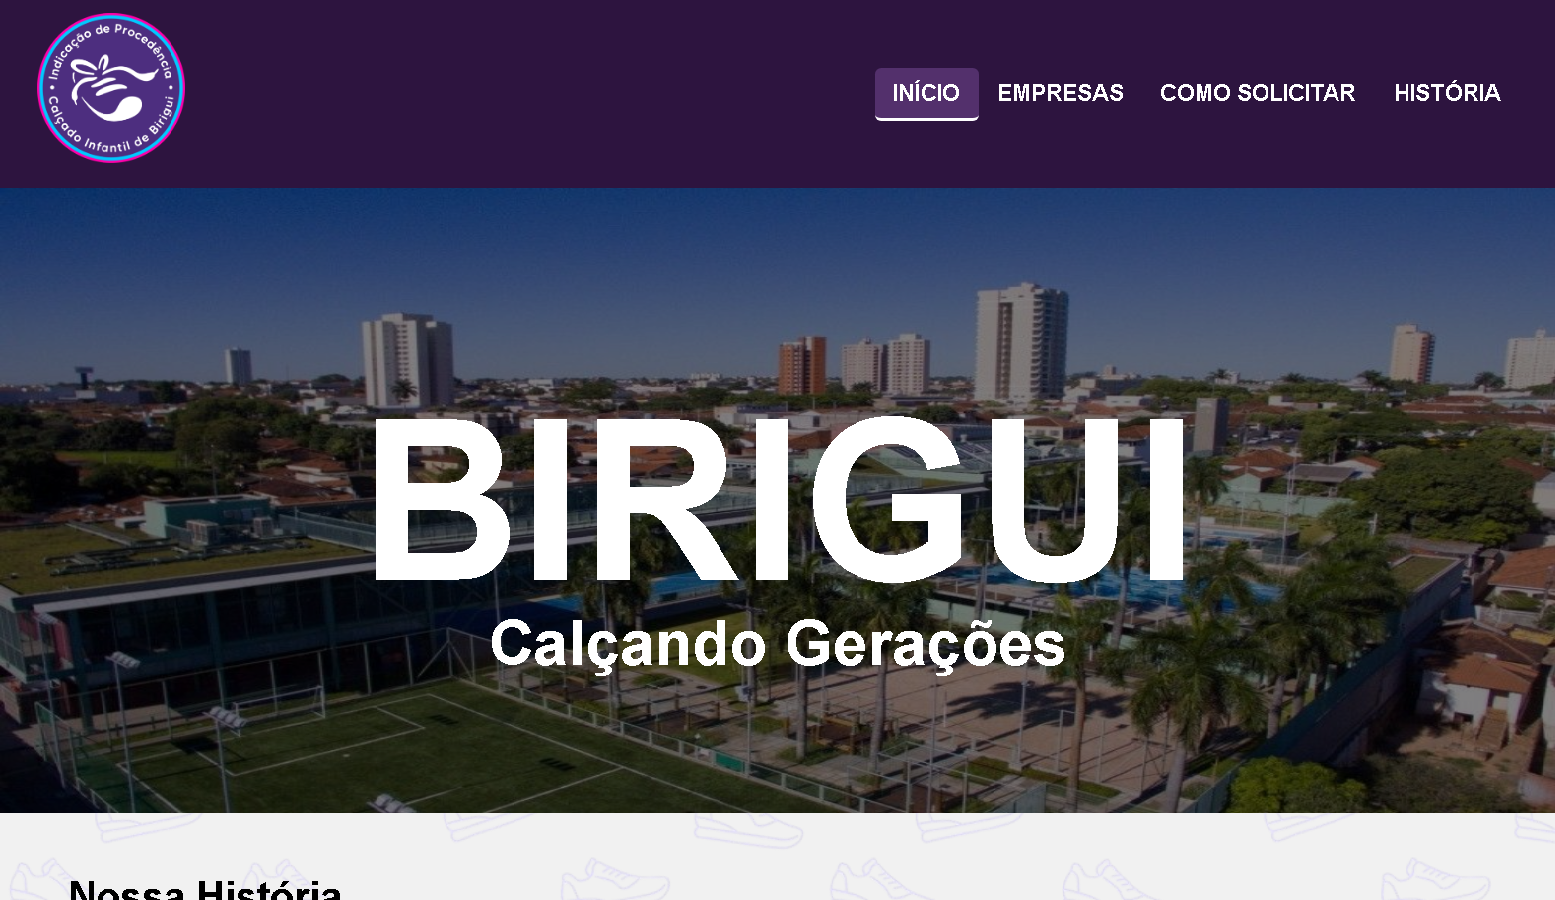 Indicação de Procedência
Calçado Infantil de Birigui
INÍCIO
EMPRESAS
COMO SOLICITAR
HISTÓRIA
BIRIGUI
Calçando Gerações
Nossa História